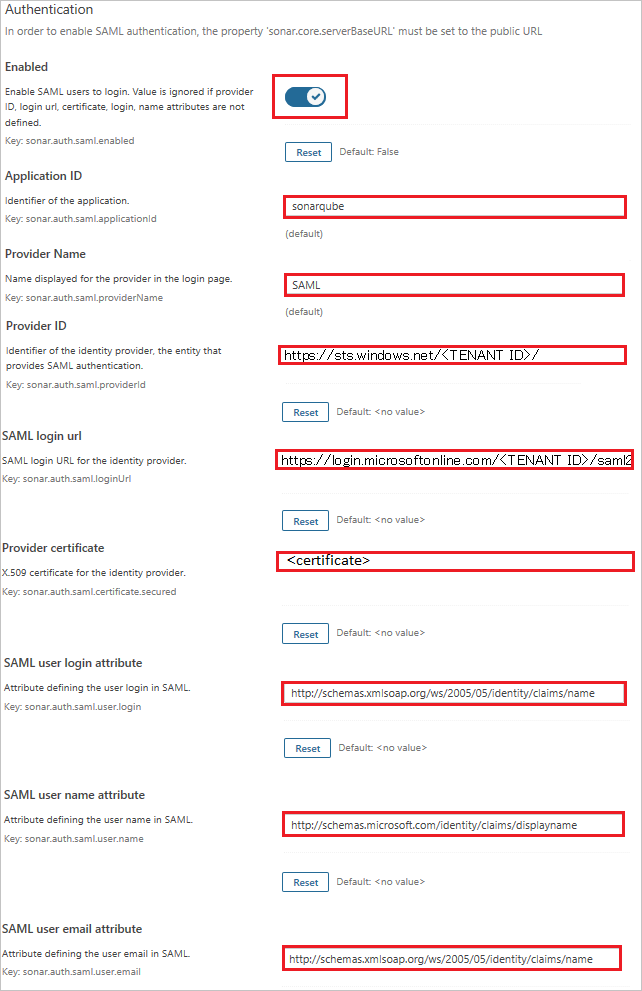 Authentication
In order to enable SAML authentication, the property 'sonar.core.serverBaseURL' must be set to the public URL
Enabled
Enable SAML users to login. Value is ignored if provider
ID, login url, certificate, login, name attributes are not
defined.
Key: sonar.auth.saml.enabled
Reset Default: False
Application ID
Identifier of the application.
Key: sonar.auth.saml.applicationId
sonarqube
(default)
Provider Name
Name displayed for the provider in the login page.
Key: sonar.auth.saml.providerName
SAML
(default)
Provider ID
Identifier of the identity provider, the entity that
provides SAML authentication.
Key: sonar.auth.saml.providerId
https://sts.windows.net/<TENANT ID>/
Reset Default: <no value>
SAML login url
SAML login URL for the identity provider.
Key: sonar.auth.saml.loginUrl
https://login.microsoftonline.com/<TENANT ID>/saml2
Reset Default: <no value>
Provider certificate
X.509 certificate for the identity provider.
Key: sonar.auth.saml.certificate.secured
<certificate>
Reset Default: <no value>
SAML user login attribute
Attribute defining the user login in SAML.
Key: sonar.auth.saml.user.login
http://schemas.xmlsoap.org/ws/2005/05/identity/claims/name
Reset Default: <no value>
SAML user name attribute
Attribute defining the user name in SAML.
Key: sonar.auth.saml.user.name
http://schemas.microsoft.com/identity/claims/displayname
Reset Default: <no value>
SAML user email attribute
Attribute defining the user email in SAML.
Key: sonar.auth.saml.user.email
http://schemas.xmlsoap.org/ws/2005/05/identity/claims/name